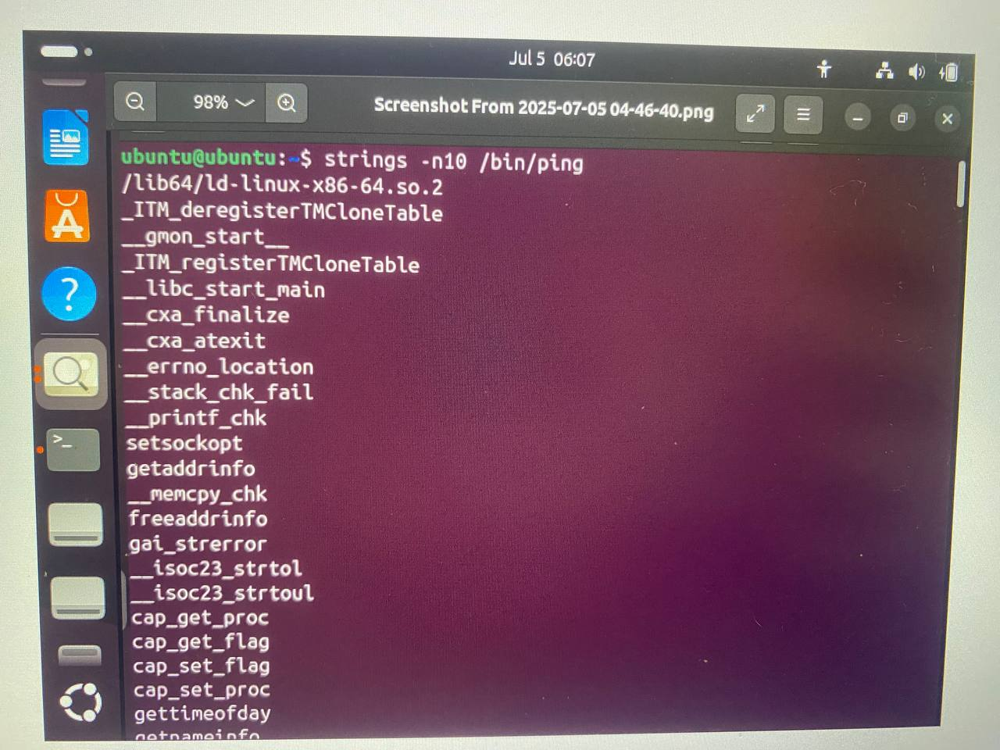 Jul 5 06:07
98%
Screenshot From 2025-07-05 04-46-40.png
ubuntu@ubuntu:~$ strings -n10 /bin/ping
/lib64/ld-linux-x86-64.so.2
_ITM_deregisterTMCloneTable
__gmon_start__
_ITM_registerTMCloneTable
__libc_start_main
__cxa_finalize
__cxa_atexit
__errno_location
__stack_chk_fail
__printf_chk
setsockopt
getaddrinfo
__memcpy_chk
freeaddrinfo
gai_strerror
__isoc23_strtol
__isoc23_strtoul
cap_get_proc
cap_get_flag
cap_set_flag
cap_set_proc
gettimeofday
getnameinfo